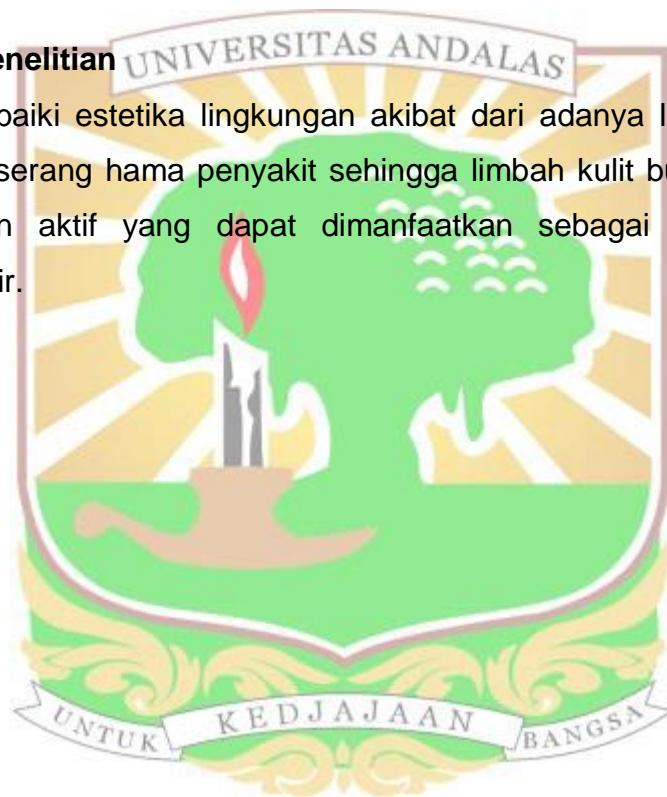 enelitian
UNIVERSITAS ANDALAS
baiki estetika lingkungan akibat dari adanya l
serang hama penyakit sehingga limbah kulit bu
n aktif yang dapat dimanfaatkan sebagai
ir.
UNTUK KEDJAJAAN BANGSA